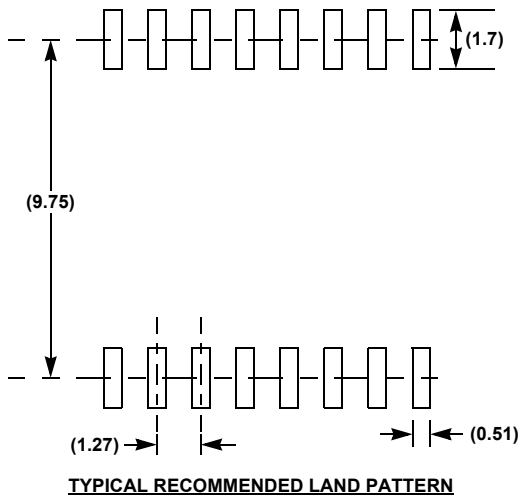 (1.7)
(9.75)
(1.27)
(0.51)
TYPICAL RECOMMENDED LAND PATTERN